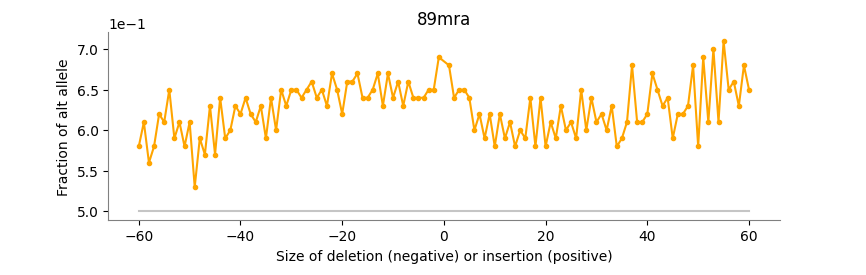 89mra
1e−1
7.0
6.5
6.0
5.5
5.0
Fraction of alt allele
−60 −40 −20 0 20 40 60
Size of deletion (negative) or insertion (positive)